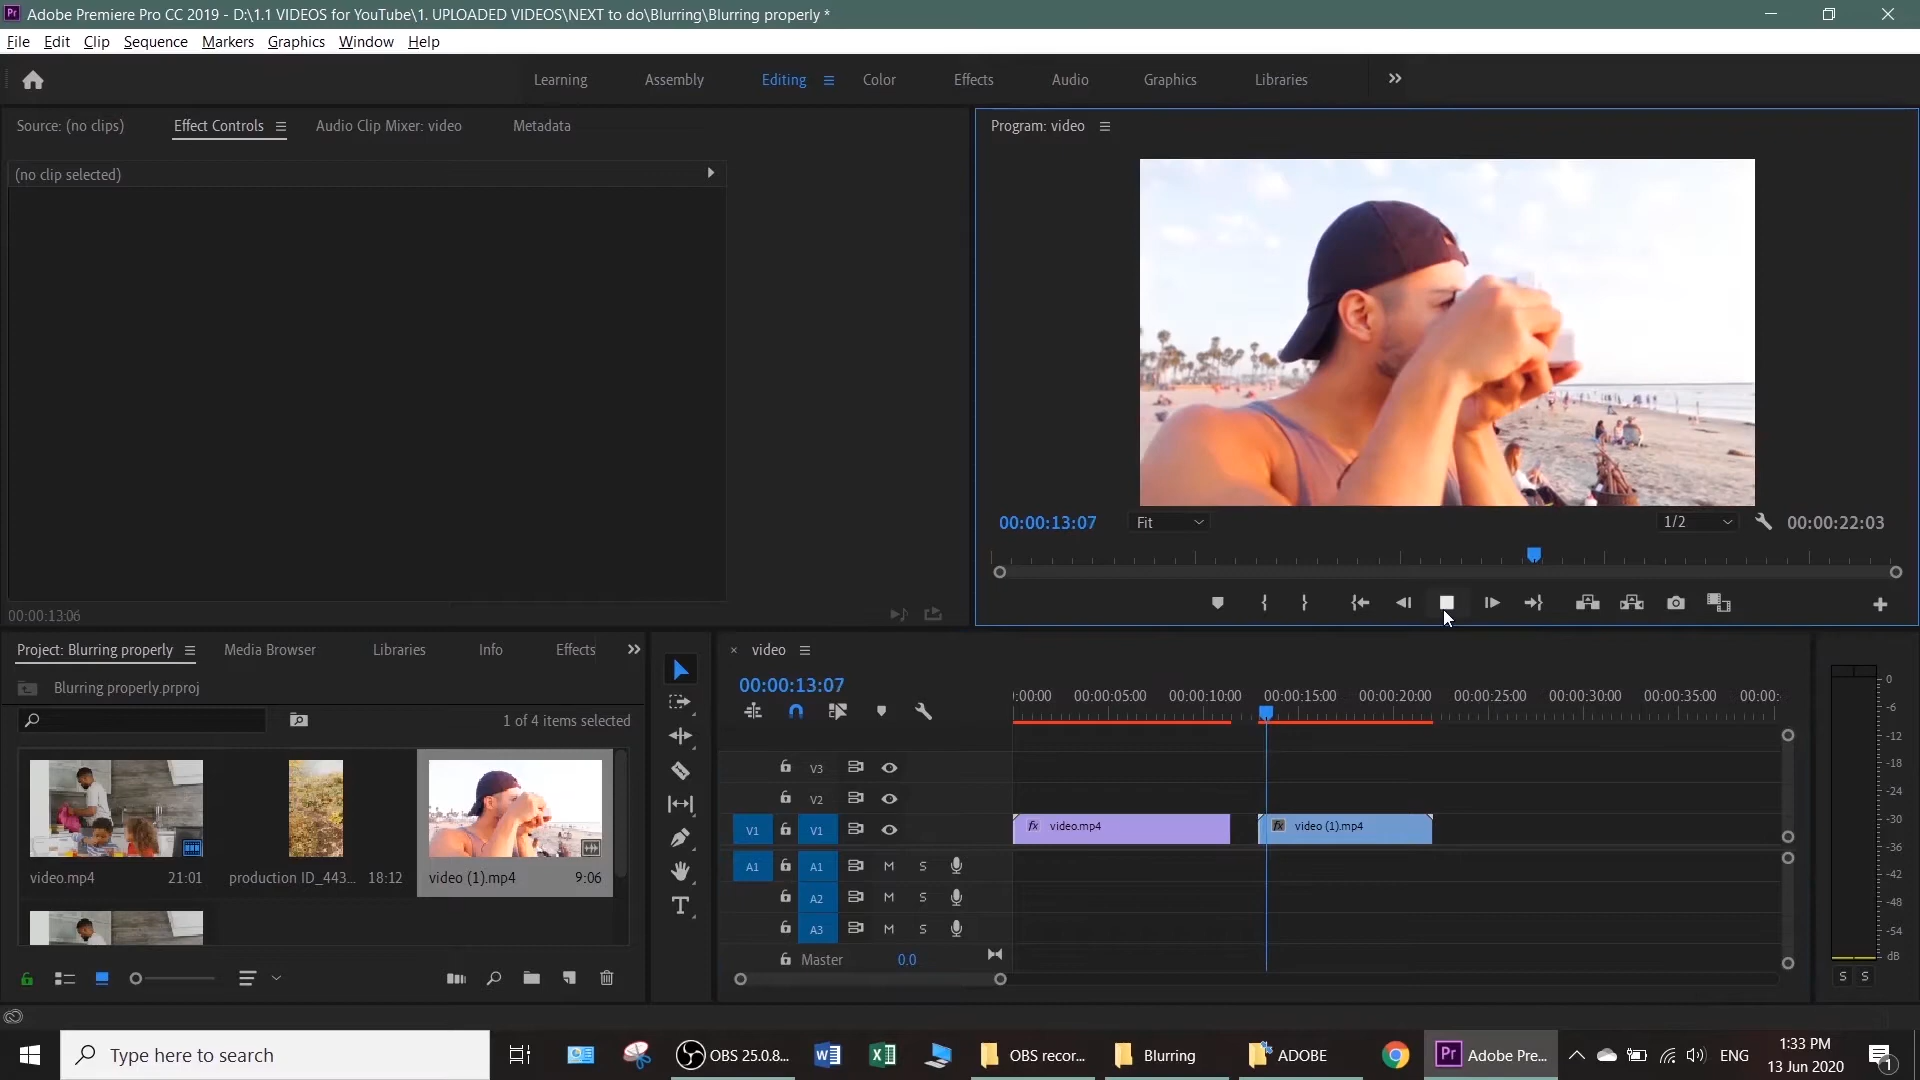 Adobe Premiere Pro CC 2019 - D:\1.1 VIDEOS for YouTube\1. UPLOADED VIDEOS\NEXT to do\Blurring\Blurring properly *
File Edit Clip Sequence Markers Graphics Window Help
Learning Assembly Editing Color Effects Audio Graphics Libraries
Source: (no clips) Effect Controls Audio Clip Mixer: video Metadata
Program: video
(no clip selected)
00:00:13:07 Fit 1/2 00:00:22:03
00:00:13:06
Project: Blurring properly Media Browser Libraries Info Effects
Blurring properly.prproj
1 of 4 items selected
video.mp4 21:01 production ID_443... 18:12 video (1).mp4 9:06
video
00:00:13:07
:00:00 00:00:05:00 00:00:10:00 00:00:15:00 00:00:20:00 00:00:25:00 00:00:30:00 00:00:35:00 00:00:
V3
V2
V1 V1 fx video.mp4 fx video (1).mp4
A1 A1 M S
A2 M S
A3 M S
Master 0.0
0
-6
-12
-18
-24
-30
-36
-42
-48
-54
dB
S S
Type here to search
OBS 25.0.8... OBS recor... Blurring ADOBE Adobe Pre... ENG
1:33 PM
13 Jun 2020
1